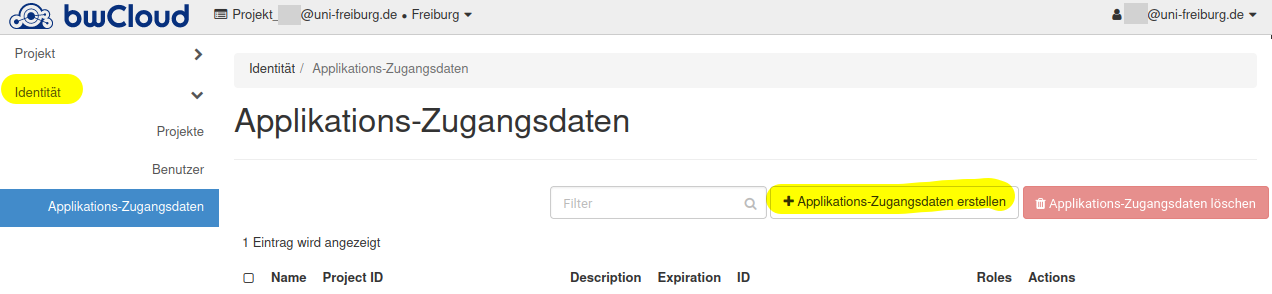 bwCloud Projekt_ @uni-freiburg.de • Freiburg @uni-freiburg.de
Projekt
Identität
Projekte
Benutzer
Applikations-Zugangsdaten
Identität / Applikations-Zugangsdaten
Applikations-Zugangsdaten
Filter + Applikations-Zugangsdaten erstellen Applikations-Zugangsdaten löschen
1 Eintrag wird angezeigt
Name Project ID Description Expiration ID Roles Actions